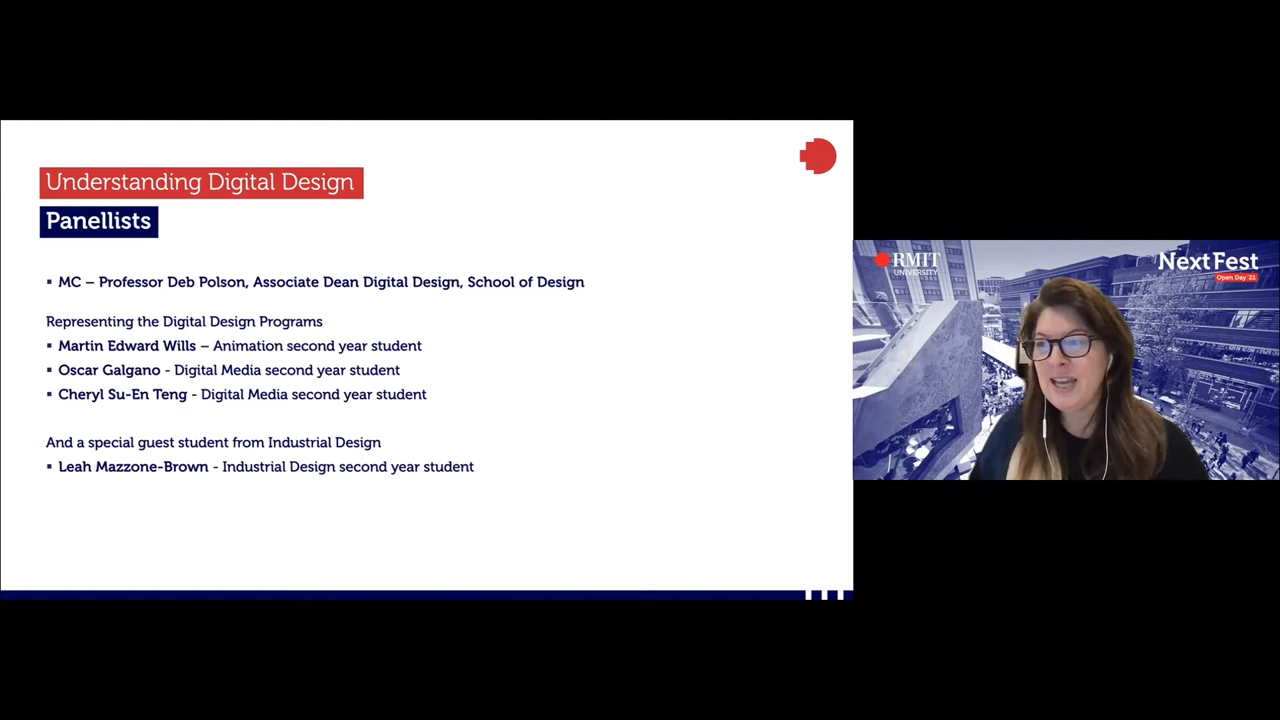 Understanding Digital Design
Panellists
▪ MC – Professor Deb Polson, Associate Dean Digital Design, School of Design
Representing the Digital Design Programs
▪ Martin Edward Wills – Animation second year student
▪ Oscar Galgano - Digital Media second year student
▪ Cheryl Su-En Teng - Digital Media second year student
And a special guest student from Industrial Design
▪ Leah Mazzone-Brown - Industrial Design second year student
RMIT
UNIVERSITY
NextFest
Open Day '21